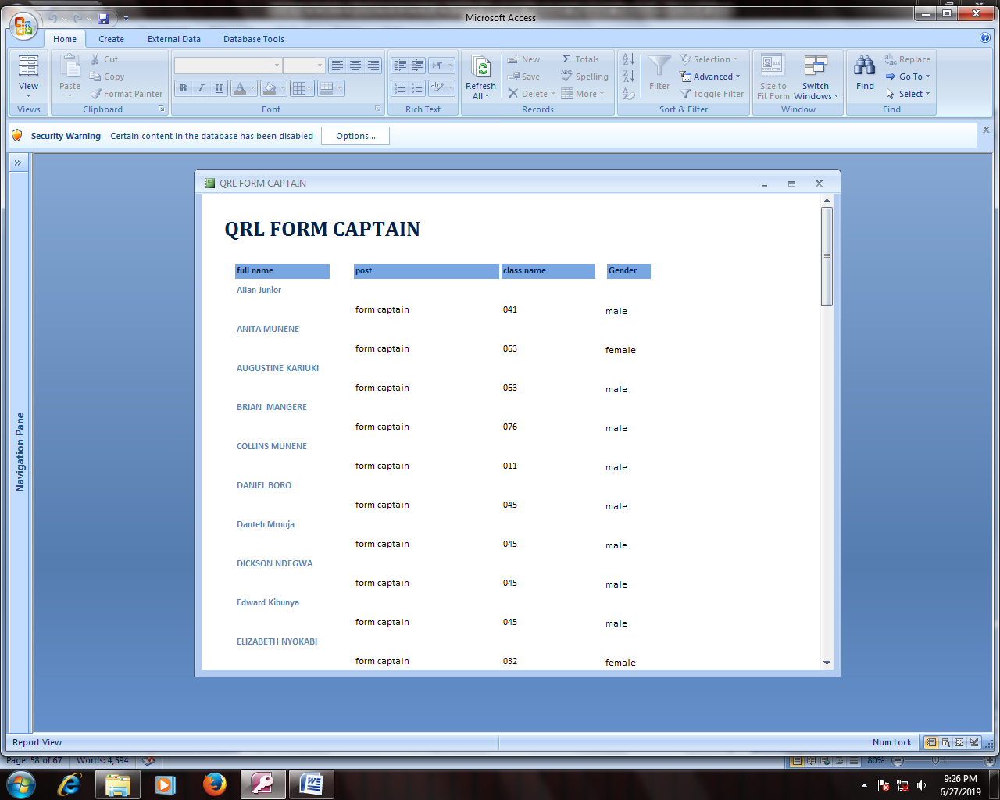 Microsoft Access
Home Create External Data Database Tools
View
Views
Paste
Cut
Copy
Format Painter
Clipboard
B I U A
Font
Rich Text
Refresh All
New
Save
Delete
Totals
Spelling
More
Records
Filter
Selection
Advanced
Toggle Filter
Sort & Filter
Size to Fit Form
Switch Windows
Window
Find
Replace
Go To
Select
Find
Security Warning Certain content in the database has been disabled Options...
Navigation Pane
QRL FORM CAPTAIN
QRL FORM CAPTAIN
full name post class name Gender
Allan Junior
form captain 041 male
ANITA MUNENE
form captain 063 female
AUGUSTINE KARIUKI
form captain 063 male
BRIAN MANGERE
form captain 076 male
COLLINS MUNENE
form captain 011 male
DANIEL BORO
form captain 045 male
Danteh Mmoja
form captain 045 male
DICKSON NDEGWA
form captain 045 male
Edward Kibunya
form captain 045 male
ELIZABETH NYOKABI
form captain 032 female
Report View Num Lock
Page: 58 of 67 Words: 4,594 80%
9:26 PM
6/27/2019